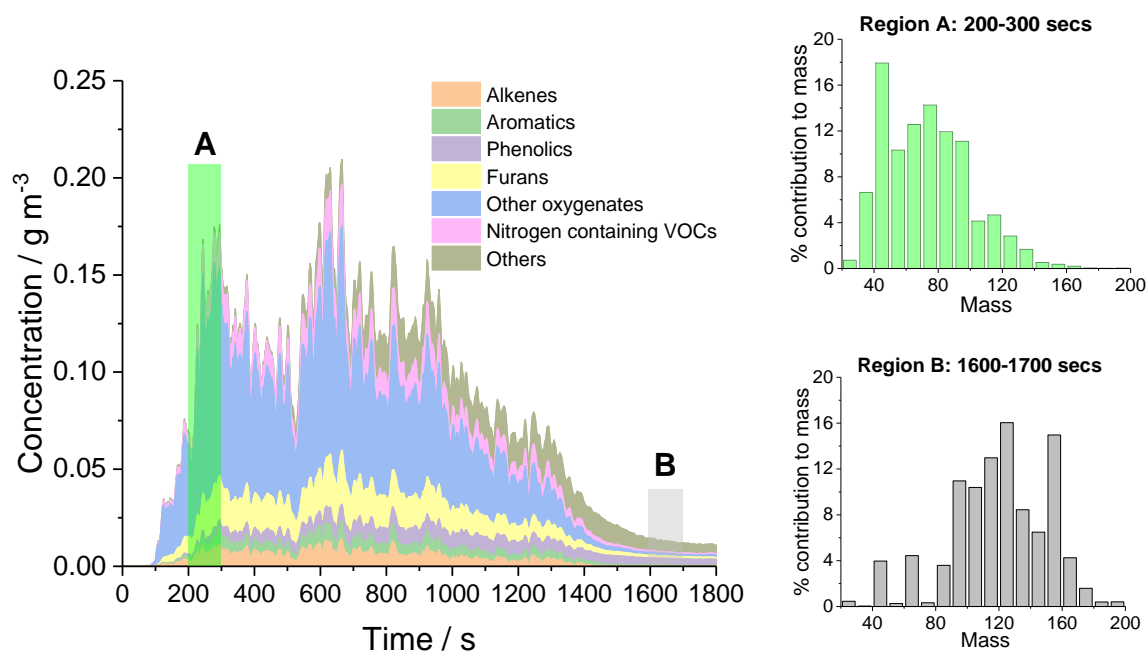 A
B
Alkenes
Aromatics
Phenolics
Furans
Other oxygenates
Nitrogen containing VOCs
Others
0.25
0.20
0.15
0.10
0.05
0.00
Concentration / g m⁻³
0 200 400 600 800 1000 1200 1400 1600 1800
Time / s
Region A: 200-300 secs
20
16
12
8
4
0
% contribution to mass
40 80 120 160 200
Mass
Region B: 1600-1700 secs
20
16
12
8
4
0
% contribution to mass
40 80 120 160 200
Mass